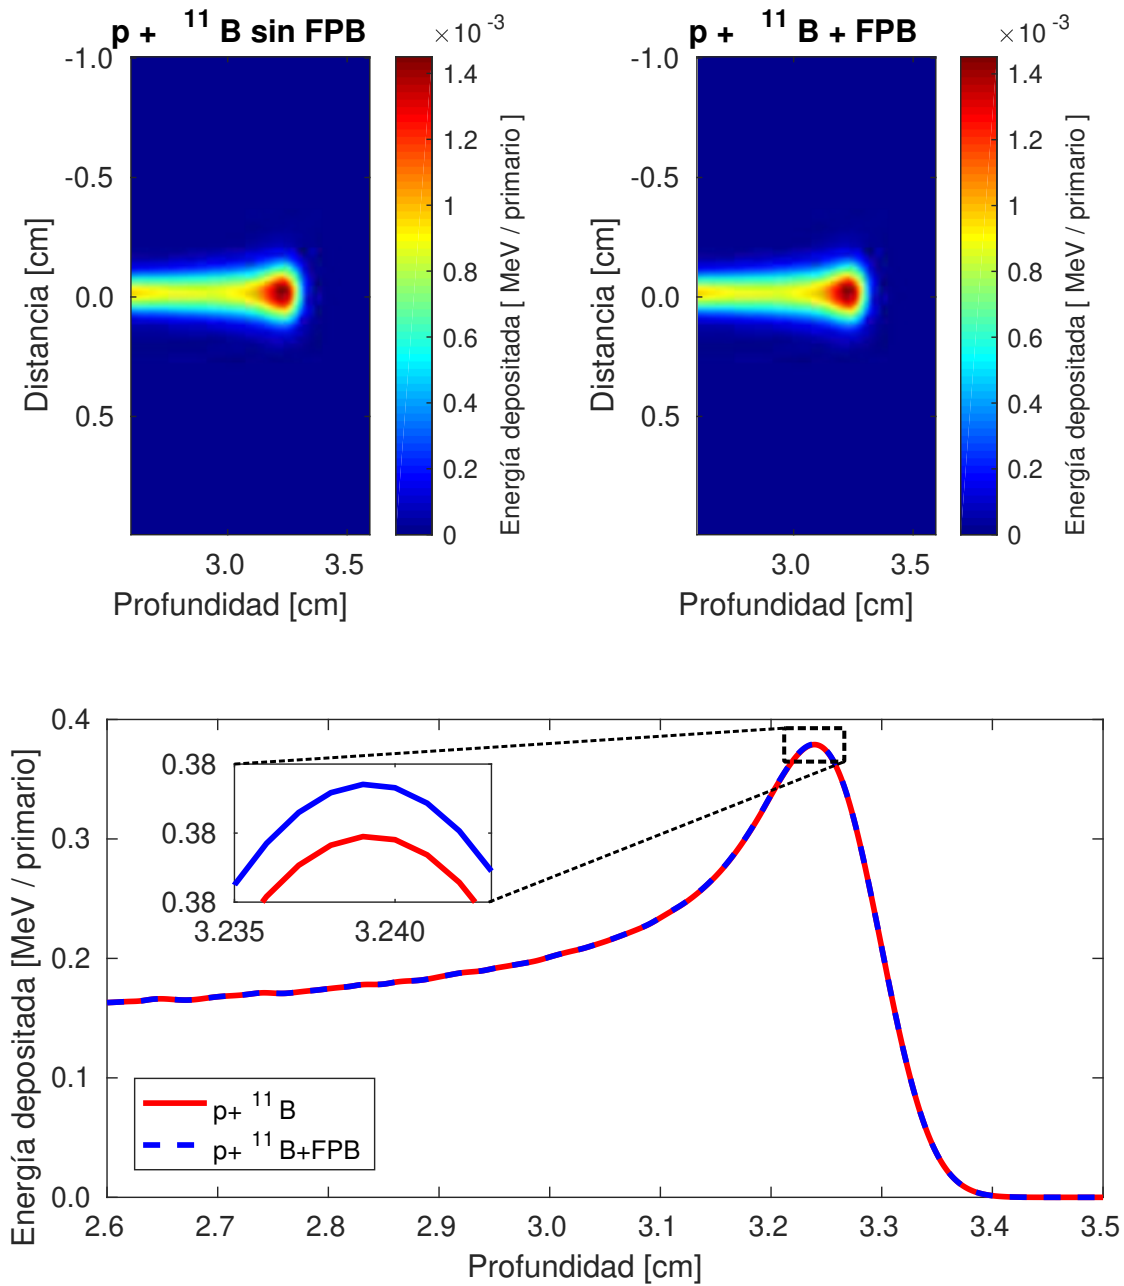 p + ¹¹ B sin FPB
×10⁻³
-1.0
-0.5
0.0
0.5
Distancia [cm]
3.0 3.5
Profundidad [cm]
1.4
1.2
1
0.8
0.6
0.4
0.2
0
Energía depositada [ MeV / primario ]
p + ¹¹ B + FPB
×10⁻³
-1.0
-0.5
0.0
0.5
Distancia [cm]
3.0 3.5
Profundidad [cm]
1.4
1.2
1
0.8
0.6
0.4
0.2
0
Energía depositada [ MeV / primario ]
0.4
0.3
0.2
0.1
0.0
Energía depositada [MeV / primario]
0.38
0.38
0.38
3.235 3.240
p+ ¹¹ B
p+ ¹¹ B+FPB
2.6 2.7 2.8 2.9 3.0 3.1 3.2 3.3 3.4 3.5
Profundidad [cm]